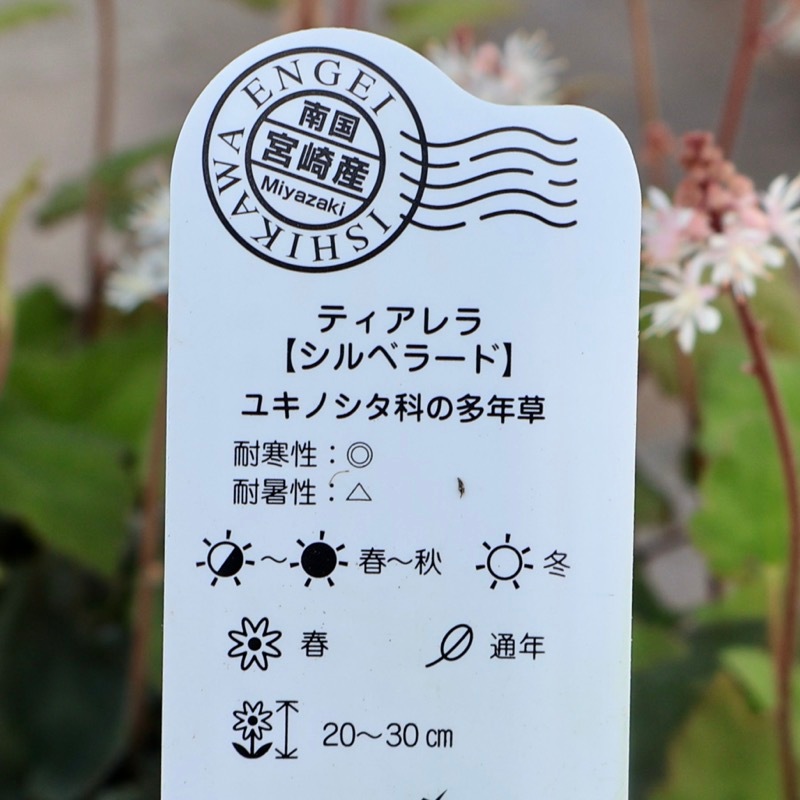 ISHIKAWA ENGEI
南国
宮崎産
Miyazaki
ティアレラ
【シルベラード】
ユキノシタ科の多年草
耐寒性：◎
耐暑性：△
～ 春～秋 冬
春 通年
20～30㎝